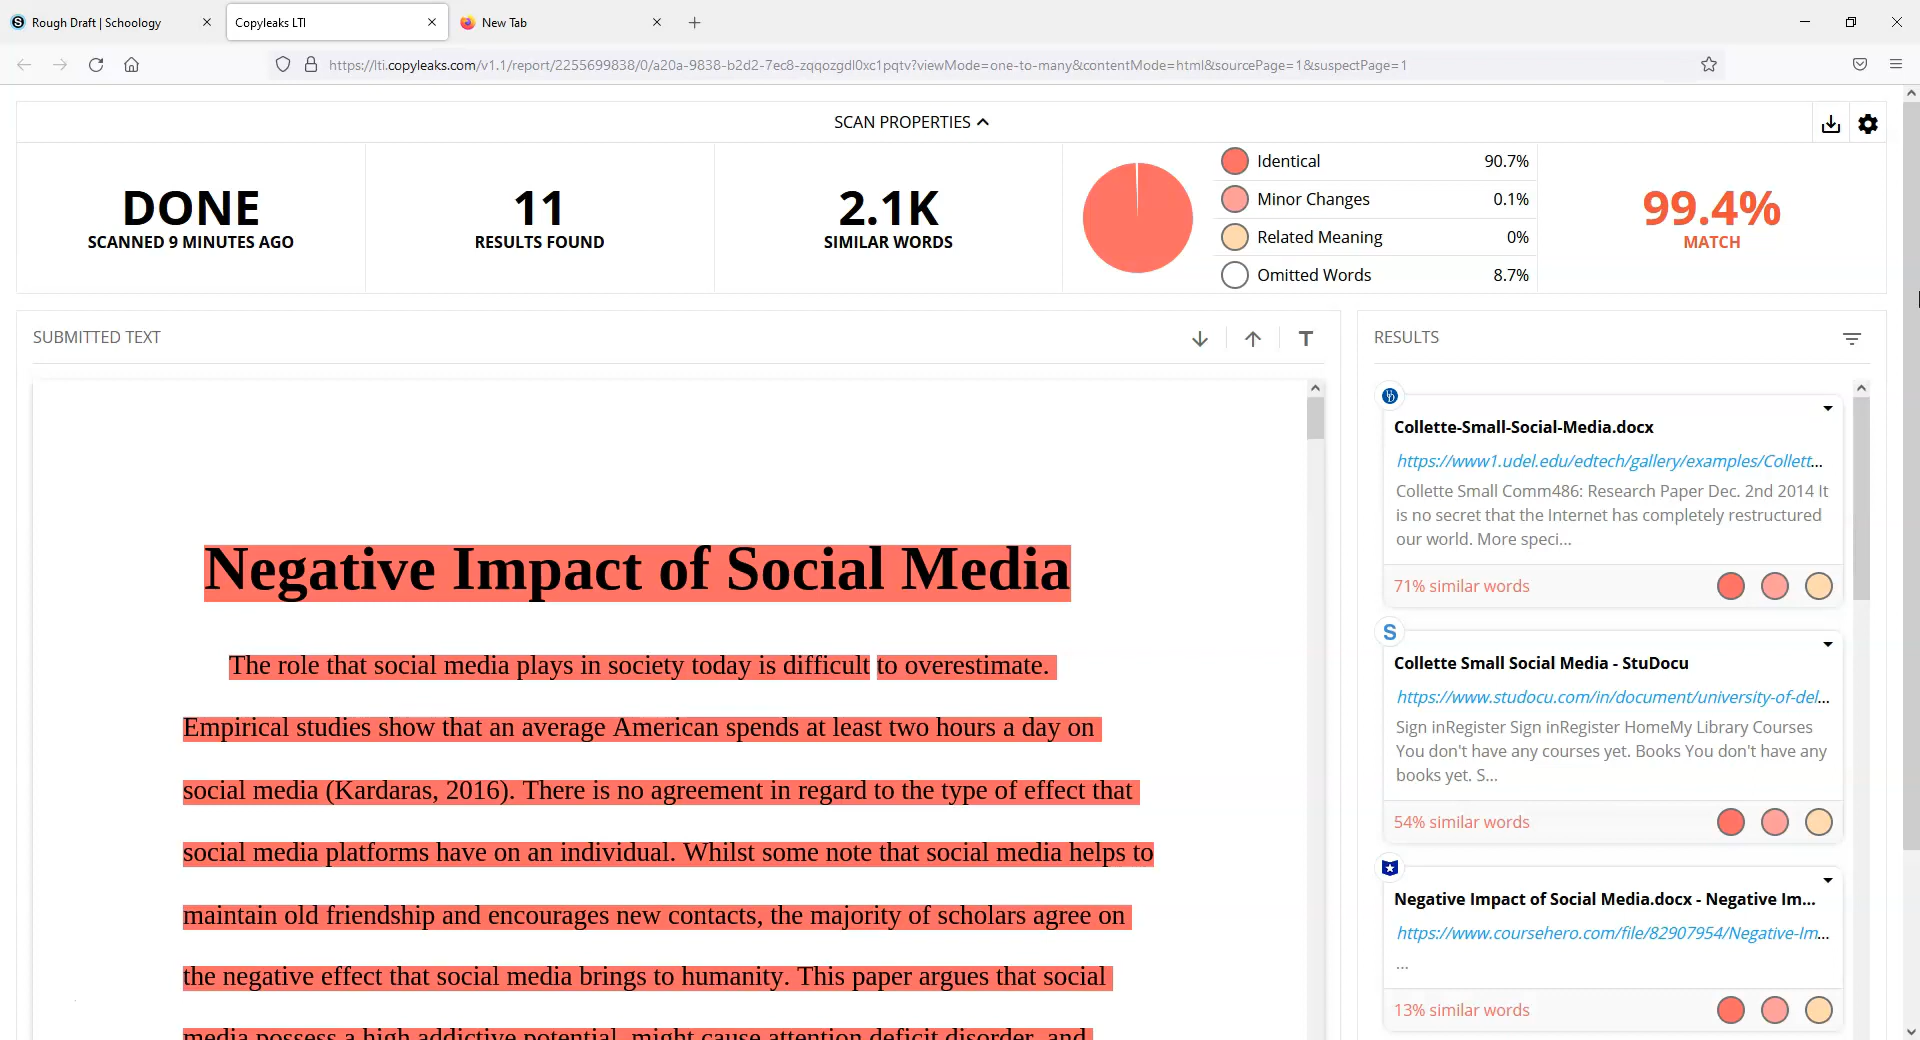 Rough Draft | Schoology
Copyleaks LTI
New Tab
https://lti.copyleaks.com/v1.1/report/2255699838/0/a20a-9838-b2d2-7ec8-zqqozgdl0xc1pqtv?viewMode=one-to-many&contentMode=html&sourcePage=1&suspectPage=1
SCAN PROPERTIES
DONE
SCANNED 9 MINUTES AGO
11
RESULTS FOUND
2.1K
SIMILAR WORDS
Identical 90.7%
Minor Changes 0.1%
Related Meaning 0%
Omitted Words 8.7%
99.4%
MATCH
SUBMITTED TEXT
T
Negative Impact of Social Media
The role that social media plays in society today is difficult to overestimate.
Empirical studies show that an average American spends at least two hours a day on
social media (Kardaras, 2016). There is no agreement in regard to the type of effect that
social media platforms have on an individual. Whilst some note that social media helps to
maintain old friendship and encourages new contacts, the majority of scholars agree on
the negative effect that social media brings to humanity. This paper argues that social
media possess a high addictive potential, might cause attention deficit disorder, and
RESULTS
Collette-Small-Social-Media.docx
https://www1.udel.edu/edtech/gallery/examples/Collett...
Collette Small Comm486: Research Paper Dec. 2nd 2014 It
is no secret that the Internet has completely restructured
our world. More speci...
71% similar words
S
Collette Small Social Media - StuDocu
https://www.studocu.com/in/document/university-of-del...
Sign inRegister Sign inRegister HomeMy Library Courses
You don't have any courses yet. Books You don't have any
books yet. S...
54% similar words
Negative Impact of Social Media.docx - Negative Im...
https://www.coursehero.com/file/82907954/Negative-Im...
...
13% similar words